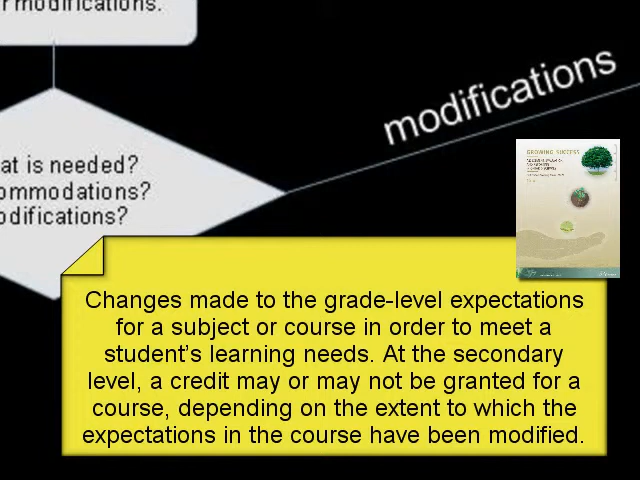 r modifications.
modifications
at is needed?
ommodations?
odifications?
GROWING SUCCESS
Changes made to the grade-level expectations
for a subject or course in order to meet a
student's learning needs. At the secondary
level, a credit may or may not be granted for a
course, depending on the extent to which the
expectations in the course have been modified.